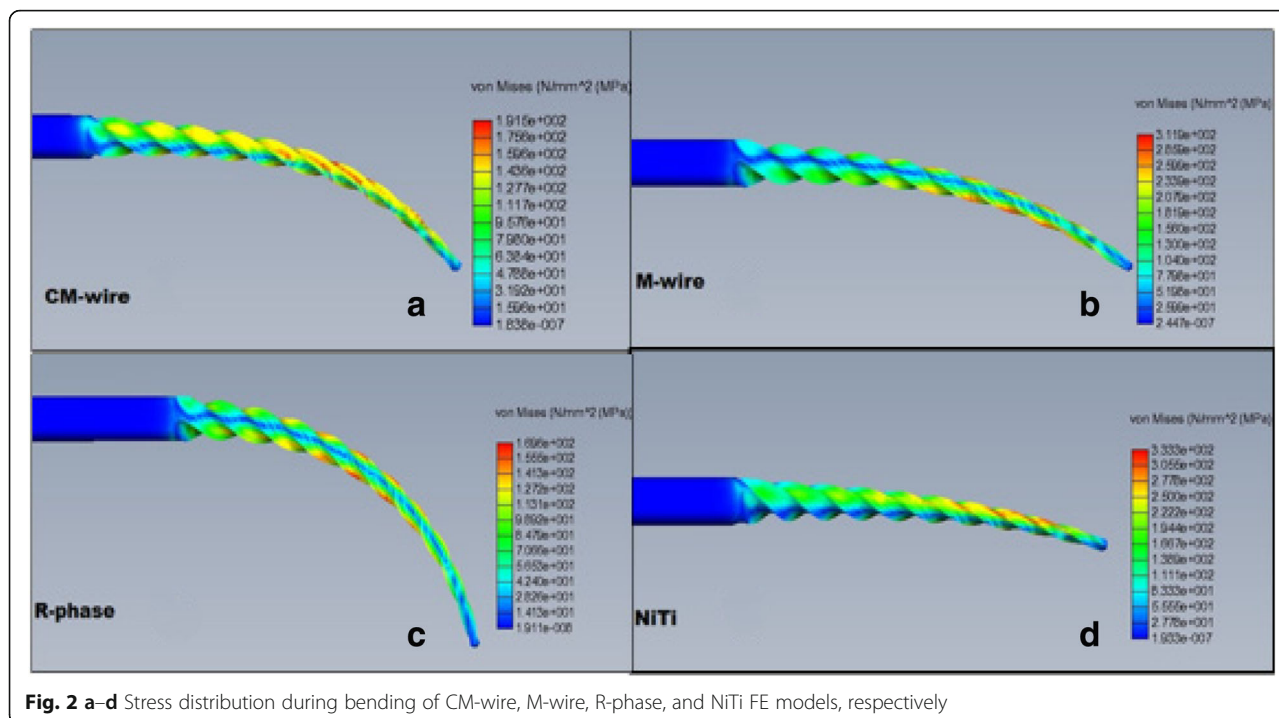 von Mises (N/mm^2 (MPa)
1.915e+002
1.756e+002
1.596e+002
1.436e+002
1.277e+002
1.117e+002
9.576e+001
7.980e+001
6.384e+001
4.788e+001
3.192e+001
1.596e+001
1.838e-007
CM-wire
a
von Mises (N/mm^2 (MPa)
3.119e+002
2.859e+002
2.599e+002
2.339e+002
2.079e+002
1.819e+002
1.560e+002
1.300e+002
1.040e+002
7.798e+001
5.198e+001
2.599e+001
2.447e-007
M-wire
b
von Mises (N/mm^2 (MPa))
1.696e+002
1.555e+002
1.413e+002
1.272e+002
1.131e+002
9.892e+001
8.479e+001
7.066e+001
5.653e+001
4.240e+001
2.826e+001
1.413e+001
1.911e-008
R-phase
c
von Mises (N/mm^2 (MPa)
3.333e+002
3.055e+002
2.778e+002
2.500e+002
2.222e+002
1.944e+002
1.667e+002
1.389e+002
1.111e+002
8.333e+001
5.555e+001
2.778e+001
1.933e-007
NiTi
d
Fig. 2 a–d Stress distribution during bending of CM-wire, M-wire, R-phase, and NiTi FE models, respectively